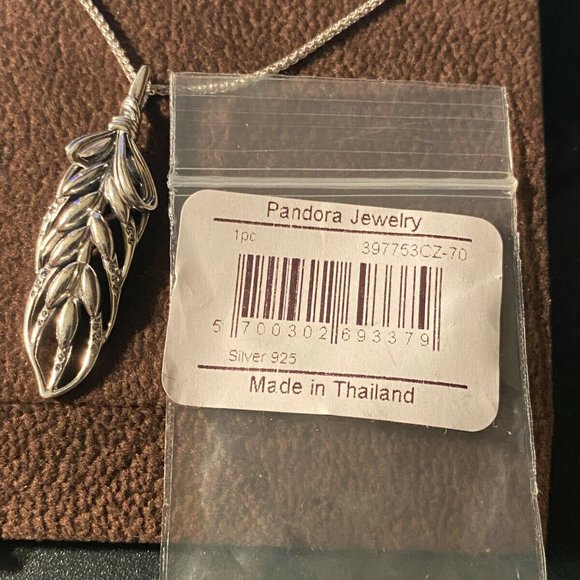 Pandora Jewelry
1pc 397753CZ-70
5 700302 693379
Silver 925
Made in Thailand